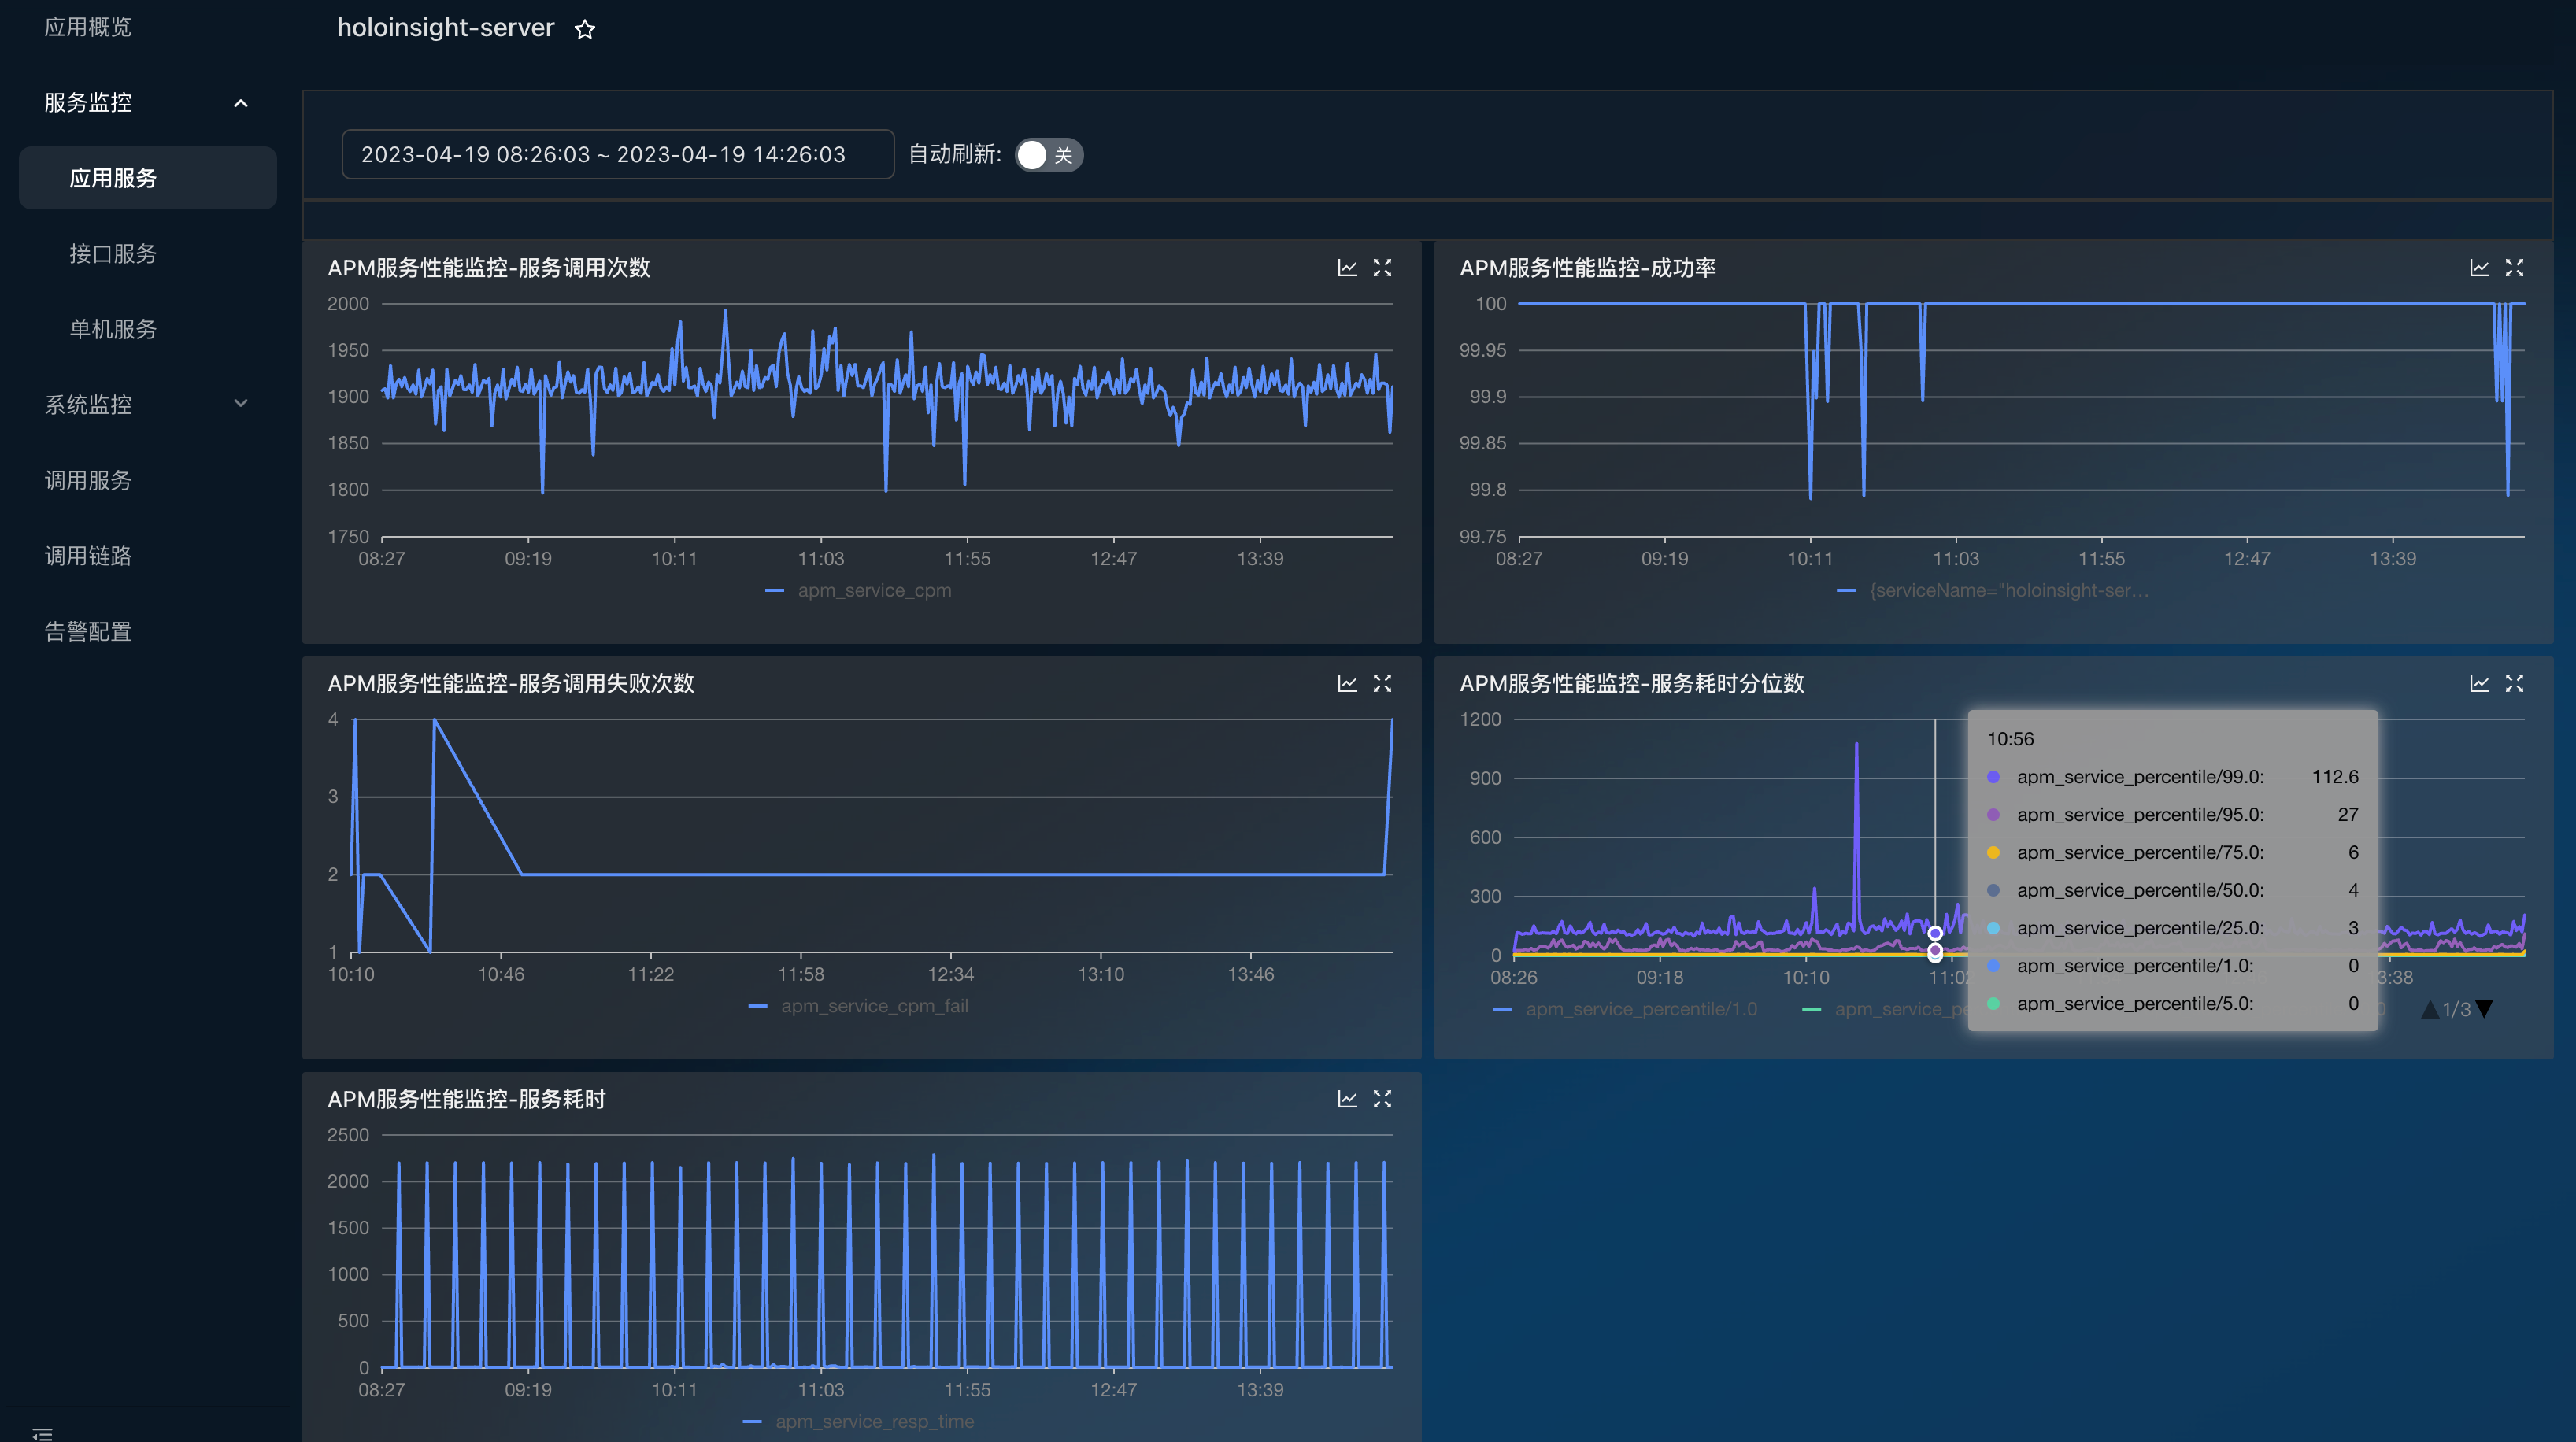 应用概览
服务监控
应用服务
接口服务
单机服务
系统监控
调用服务
调用链路
告警配置
holoinsight-server
2023-04-19 08:26:03 ~ 2023-04-19 14:26:03
自动刷新:
关
APM服务性能监控-服务调用次数
2000
1950
1900
1850
1800
1750
08:27 09:19 10:11 11:03 11:55 12:47 13:39
apm_service_cpm
APM服务性能监控-成功率
100
99.95
99.9
99.85
99.8
99.75
08:27 09:19 10:11 11:03 11:55 12:47 13:39
{serviceName="holoinsight-ser...
APM服务性能监控-服务调用失败次数
4
3
2
1
10:10 10:46 11:22 11:58 12:34 13:10 13:46
apm_service_cpm_fail
APM服务性能监控-服务耗时分位数
1200
900
600
300
0
08:26 09:18 10:10 11:02 3:38
apm_service_percentile/1.0 apm_service_pe
1/3
10:56
apm_service_percentile/99.0: 112.6
apm_service_percentile/95.0: 27
apm_service_percentile/75.0: 6
apm_service_percentile/50.0: 4
apm_service_percentile/25.0: 3
apm_service_percentile/1.0: 0
apm_service_percentile/5.0: 0
APM服务性能监控-服务耗时
2500
2000
1500
1000
500
0
08:27 09:19 10:11 11:03 11:55 12:47 13:39
apm_service_resp_time